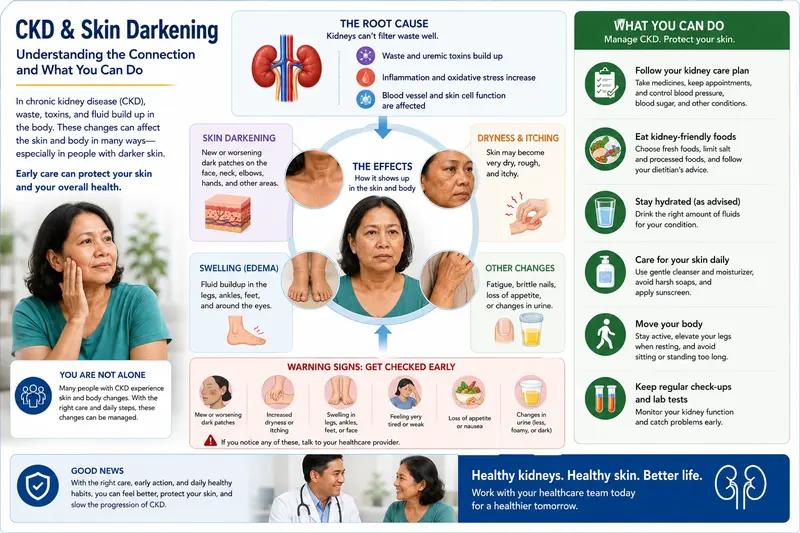 CKD & Skin Darkening
Understanding the Connection
and What You Can Do
In chronic kidney disease (CKD),
waste, toxins, and fluid build up in
the body. These changes can affect
the skin and body in many ways—
especially in people with darker skin.
Early care can protect your skin
and your overall health.
YOU ARE NOT ALONE
Many people with CKD experience
skin and body changes. With the
right care and daily steps, these
changes can be managed.
THE ROOT CAUSE
Kidneys can't filter waste well.
Waste and uremic toxins build up
Inflammation and oxidative stress increase
Blood vessel and skin cell function
are affected
SKIN DARKENING
New or worsening
dark patches on the
face, neck, elbows,
hands, and other areas.
THE EFFECTS
How it shows up
in the skin and body
DRYNESS & ITCHING
Skin may become
very dry, rough,
and itchy.
SWELLING (EDEMA)
Fluid buildup in the
legs, ankles, feet,
and around the eyes.
OTHER CHANGES
Fatigue, brittle nails,
loss of appetite,
or changes in urine.
WARNING SIGNS: GET CHECKED EARLY
Mew or worsening
dark patches
Increased
dryness or
itching
Swelling in
legs, ankles,
feet, or face
Feeling very
tired or weak
Loss of appetite
or nausea
Changes in
urine (less,
foamy, or dark)
If you notice any of these, talk to your healthcare provider.
WHAT YOU CAN DO
Manage CKD. Protect your skin.
Follow your kidney care plan
Take medicines, keep appointments,
and control blood pressure,
blood sugar, and other conditions.
Eat kidney-friendly foods
Choose fresh foods, limit salt
and processed foods, and follow
your dietitian's advice.
Stay hydrated (as advised)
Drink the right amount of fluids
for your condition.
Care for your skin daily
Use gentle cleanser and moisturizer,
avoid harsh soaps, and
apply sunscreen.
Move your body
Stay active, elevate your legs
when resting, and avoid
sitting or standing too long.
Keep regular check-ups
and lab tests
Monitor your kidney function
and catch problems early.
GOOD NEWS
With the right care, early action, and daily healthy
habits, you can feel better, protect your skin, and
slow the progression of CKD.
Healthy kidneys. Healthy skin. Better life.
Work with your healthcare team today
for a healthier tomorrow.